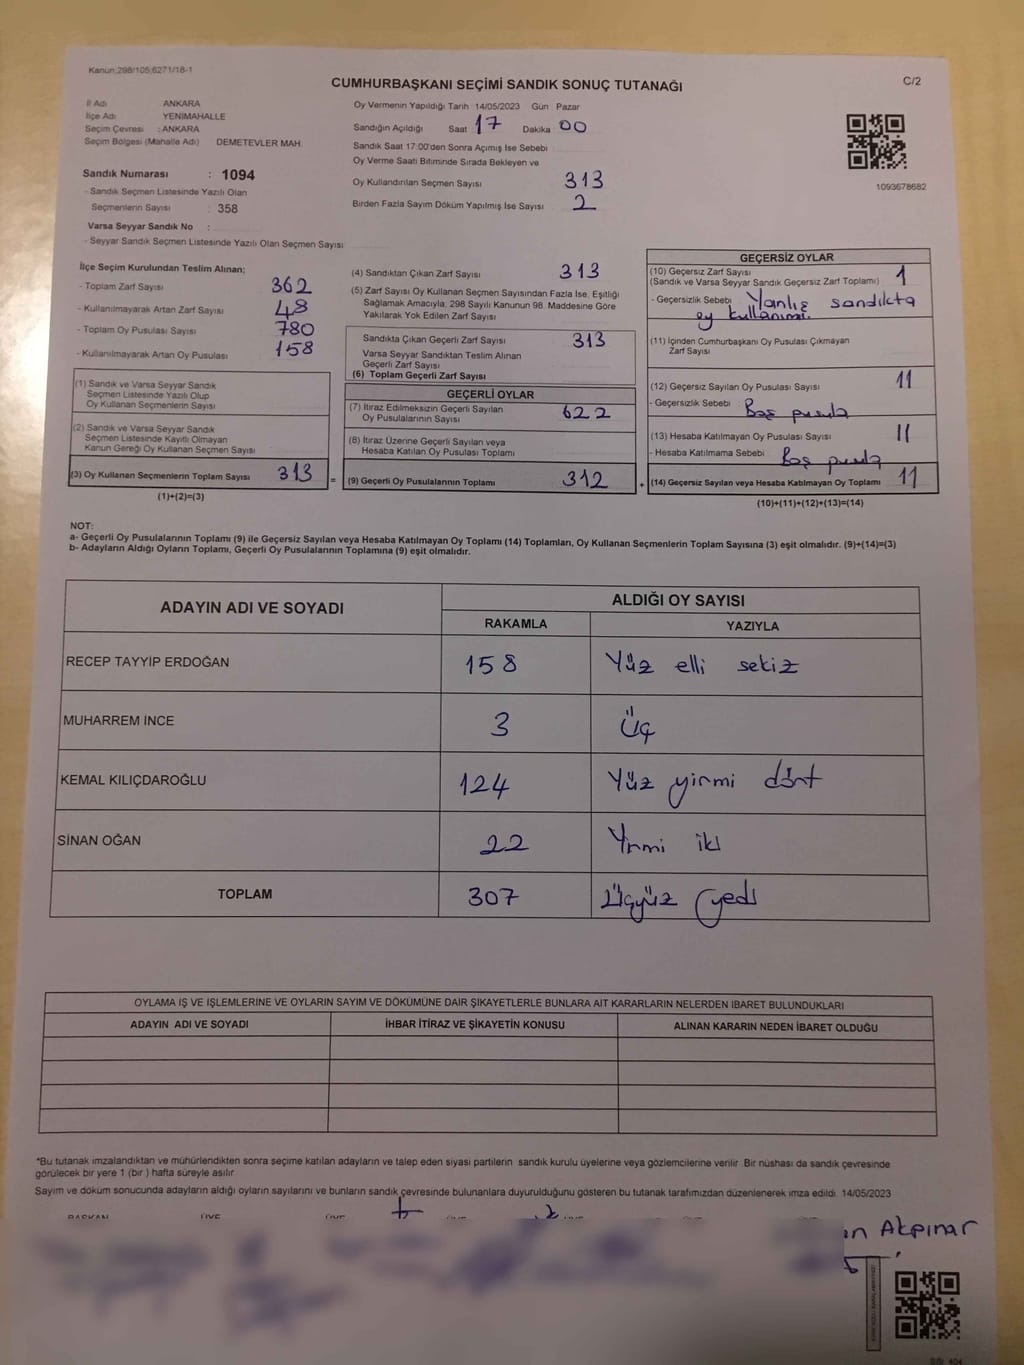 Kanun;298/105;6271/18-1
CUMHURBAŞKANI SEÇİMİ SANDIK SONUÇ TUTANAĞI
C/2
İl Adı ANKARA
İlçe Adı YENİMAHALLE
Seçim Çevresi : ANKARA
Seçim Bölgesi (Mahalle Adı) DEMETEVLER MAH.
Sandık Numarası : 1094
- Sandık Seçmen Listesinde Yazılı Olan
Seçmenlerin Sayısı : 358
Varsa Seyyar Sandık No :
- Seyyar Sandık Seçmen Listesinde Yazılı Olan Seçmen Sayısı:
Oy Vermenin Yapıldığı Tarih 14/05/2023 Gün : Pazar
Sandığın Açıldığı Saat 17 Dakika 00
Sandık Saat 17:00'den Sonra Açımış İse Sebebi
Oy Verme Saati Bitiminde Sırada Bekleyen ve
Oy Kullandırılan Seçmen Sayısı 313
Birden Fazla Sayım Döküm Yapılmış İse Sayısı 2
1093678682
İlçe Seçim Kurulundan Teslim Alınan;
- Toplam Zarf Sayısı 362
- Kullanılmayarak Artan Zarf Sayısı 48
- Toplam Oy Pusulası Sayısı 780
- Kullanılmayarak Artan Oy Pusulası 158
(1) Sandık ve Varsa Seyyar Sandık
Seçmen Listesinde Yazılı Olup
Oy Kullanan Seçmenlerin Sayısı
(2) Sandık ve Varsa Seyyar Sandık
Seçmen Listesinde Kayıtlı Olmayan
Kanun Gereği Oy Kullanan Seçmen Sayısı
(3) Oy Kullanan Seçmenlerin Toplam Sayısı 313
(1)+(2)=(3)
=
(4) Sandıktan Çıkan Zarf Sayısı 313
(5) Zarf Sayısı Oy Kullanan Seçmen Sayısından Fazla İse, Eşitliği
Sağlamak Amacıyla, 298 Sayılı Kanunun 98. Maddesine Göre
Yakılarak Yok Edilen Zarf Sayısı
Sandıkta Çıkan Geçerli Zarf Sayısı 313
Varsa Seyyar Sandıktan Teslim Alınan
Geçerli Zarf Sayısı
(6) Toplam Geçerli Zarf Sayısı
GEÇERLİ OYLAR
(7) İtiraz Edilmeksizin Geçerli Sayılan 622
Oy Pusulalarının Sayısı
(8) İtiraz Üzerine Geçerli Sayılan veya
Hesaba Katılan Oy Pusulası Toplamı
(9) Geçerli Oy Pusulalarının Toplamı 312
+
GEÇERSİZ OYLAR
(10) Geçersiz Zarf Sayısı 1
(Sandık ve Varsa Seyyar Sandık Geçersiz Zarf Toplamı)
- Geçersizlik Sebebi Yanlış sandıkta
oy kullanımı.
(11) İçinden Cumhurbaşkanı Oy Pusulası Çıkmayan
Zarf Sayısı
(12) Geçersiz Sayılan Oy Pusulası Sayısı 11
- Geçersizlik Sebebi : Boş pusula
(13) Hesaba Katılmayan Oy Pusulası Sayısı 11
- Hesaba Katılmama Sebebi Boş pusula
(14) Geçersiz Sayılan veya Hesaba Katılmayan Oy Toplamı 11
(10)+(11)+(12)+(13)=(14)
NOT:
a- Geçerli Oy Pusulalarının Toplamı (9) ile Geçersiz Sayılan veya Hesaba Katılmayan Oy Toplamı (14) Toplamları, Oy Kullanan Seçmenlerin Toplam Sayısına (3) eşit olmalıdır. (9)+(14)=(3)
b- Adayların Aldığı Oyların Toplamı, Geçerli Oy Pusulalarının Toplamına (9) eşit olmalıdır.
ADAYIN ADI VE SOYADI ALDIĞI OY SAYISI
RAKAMLA YAZIYLA
RECEP TAYYİP ERDOĞAN 158 Yüz elli sekiz
MUHARREM İNCE 3 Üç
KEMAL KILIÇDAROĞLU 124 Yüz yirmi dört
SİNAN OĞAN 22 Yirmi iki
TOPLAM 307 Üçyüz yedi
OYLAMA İŞ VE İŞLEMLERİNE VE OYLARIN SAYIM VE DÖKÜMÜNE DAİR ŞİKAYETLERLE BUNLARA AİT KARARLARIN NELERDEN İBARET BULUNDUKLARI
ADAYIN ADI VE SOYADI İHBAR İTİRAZ VE ŞİKAYETİN KONUSU ALINAN KARARIN NEDEN İBARET OLDUĞU
*Bu tutanak imzalandıktan ve mühürlendikten sonra seçime katılan adayların ve talep eden siyasi partilerin sandık kurulu üyelerine veya gözlemcilerine verilir. Bir nüshası da sandık çevresinde
görülecek bir yere 1 (bir ) hafta süreyle asılır.
Sayım ve döküm sonucunda adayların aldığı oyların sayılarını ve bunların sandık çevresinde bulunanlara duyurulduğunu gösteren bu tutanak tarafımızdan düzenlenerek imza edildi. 14/05/2023
BAŞKAN ÜYE ÜYE ÜYE ÜYE
Akpınar